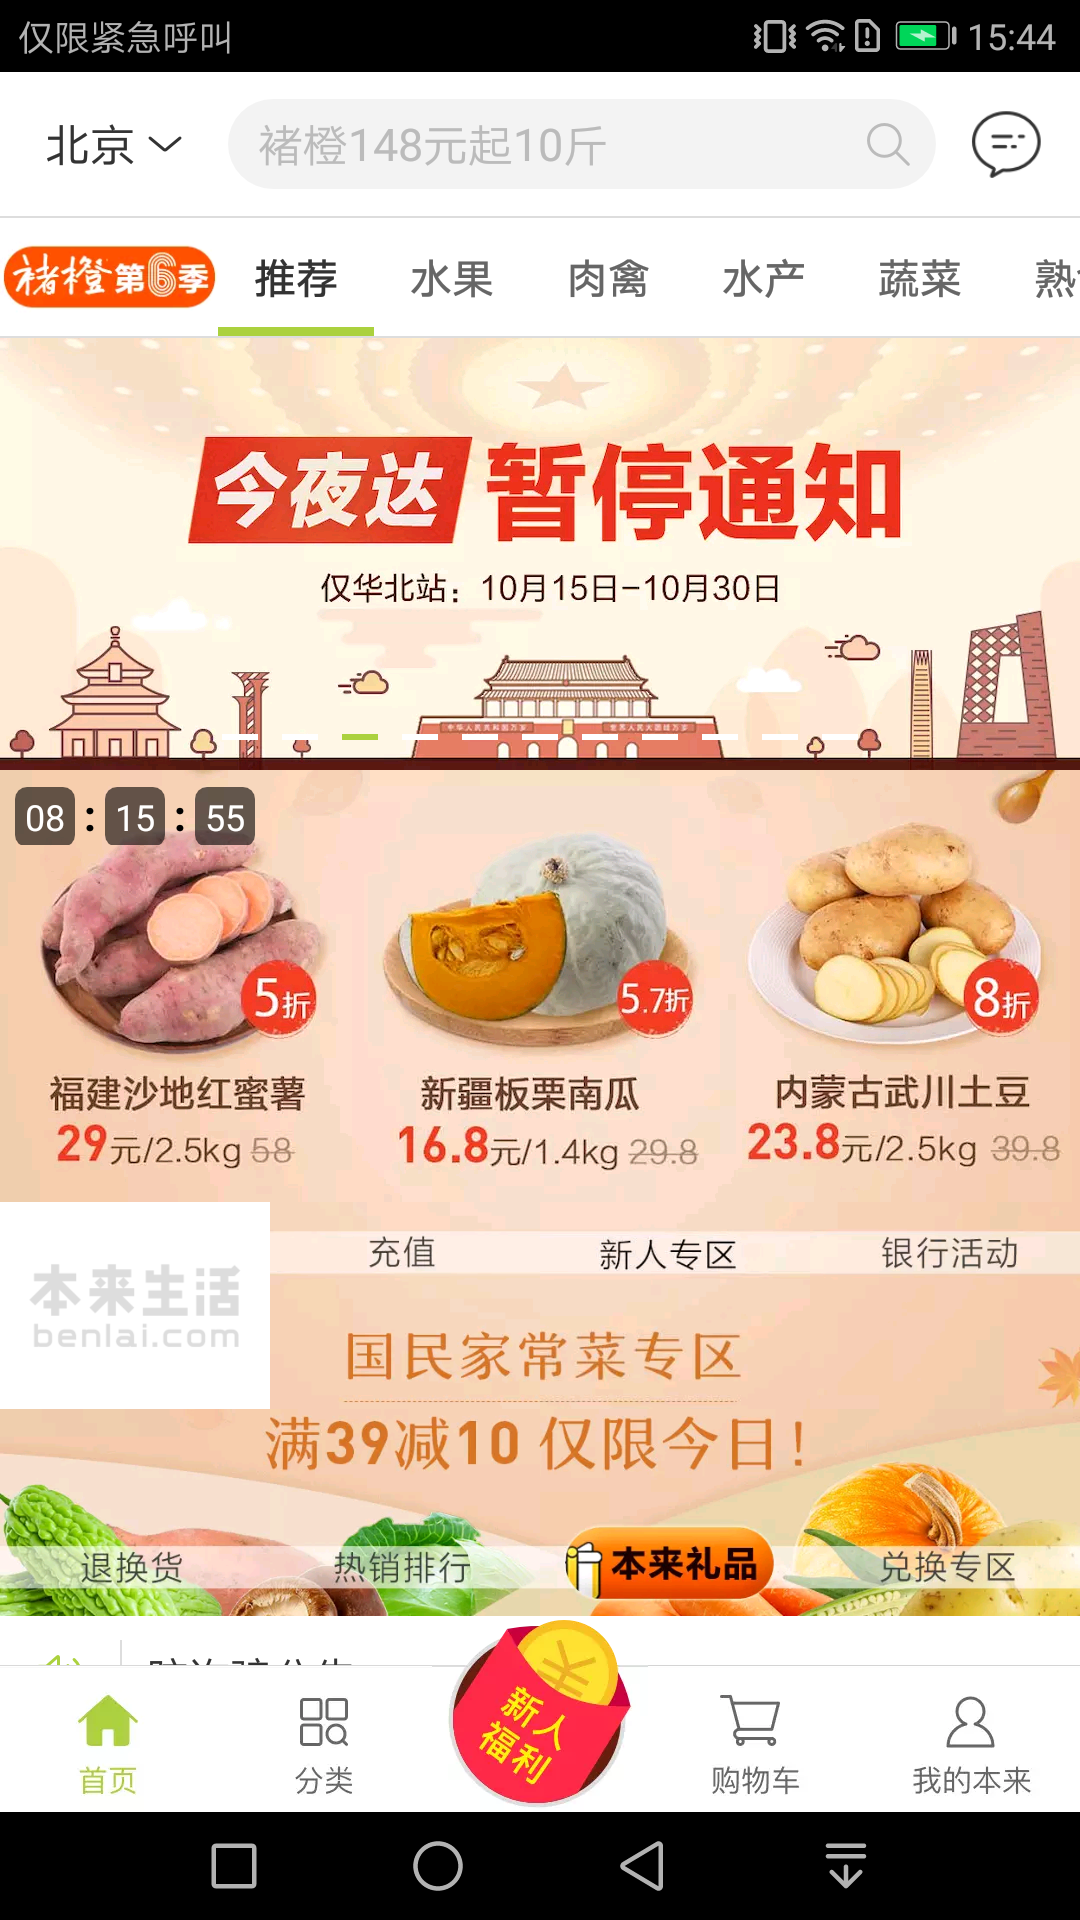 仅限紧急呼叫
15:44
北京
褚橙148元起10斤
褚橙第6季
推荐
水果
肉禽
水产
蔬菜
今夜达 暂停通知
仅华北站：10月15日-10月30日
08 : 15 : 55
5折
5.7折
8折
福建沙地红蜜薯
新疆板栗南瓜
内蒙古武川土豆
29元/2.5kg 58
16.8元/1.4kg 29.8
23.8元/2.5kg 39.8
本来生活
benlai.com
充值
新人专区
银行活动
国民家常菜专区
满39减10 仅限今日！
退换货
热销排行
本来礼品
兑换专区
新人
福利
首页
分类
购物车
我的本来